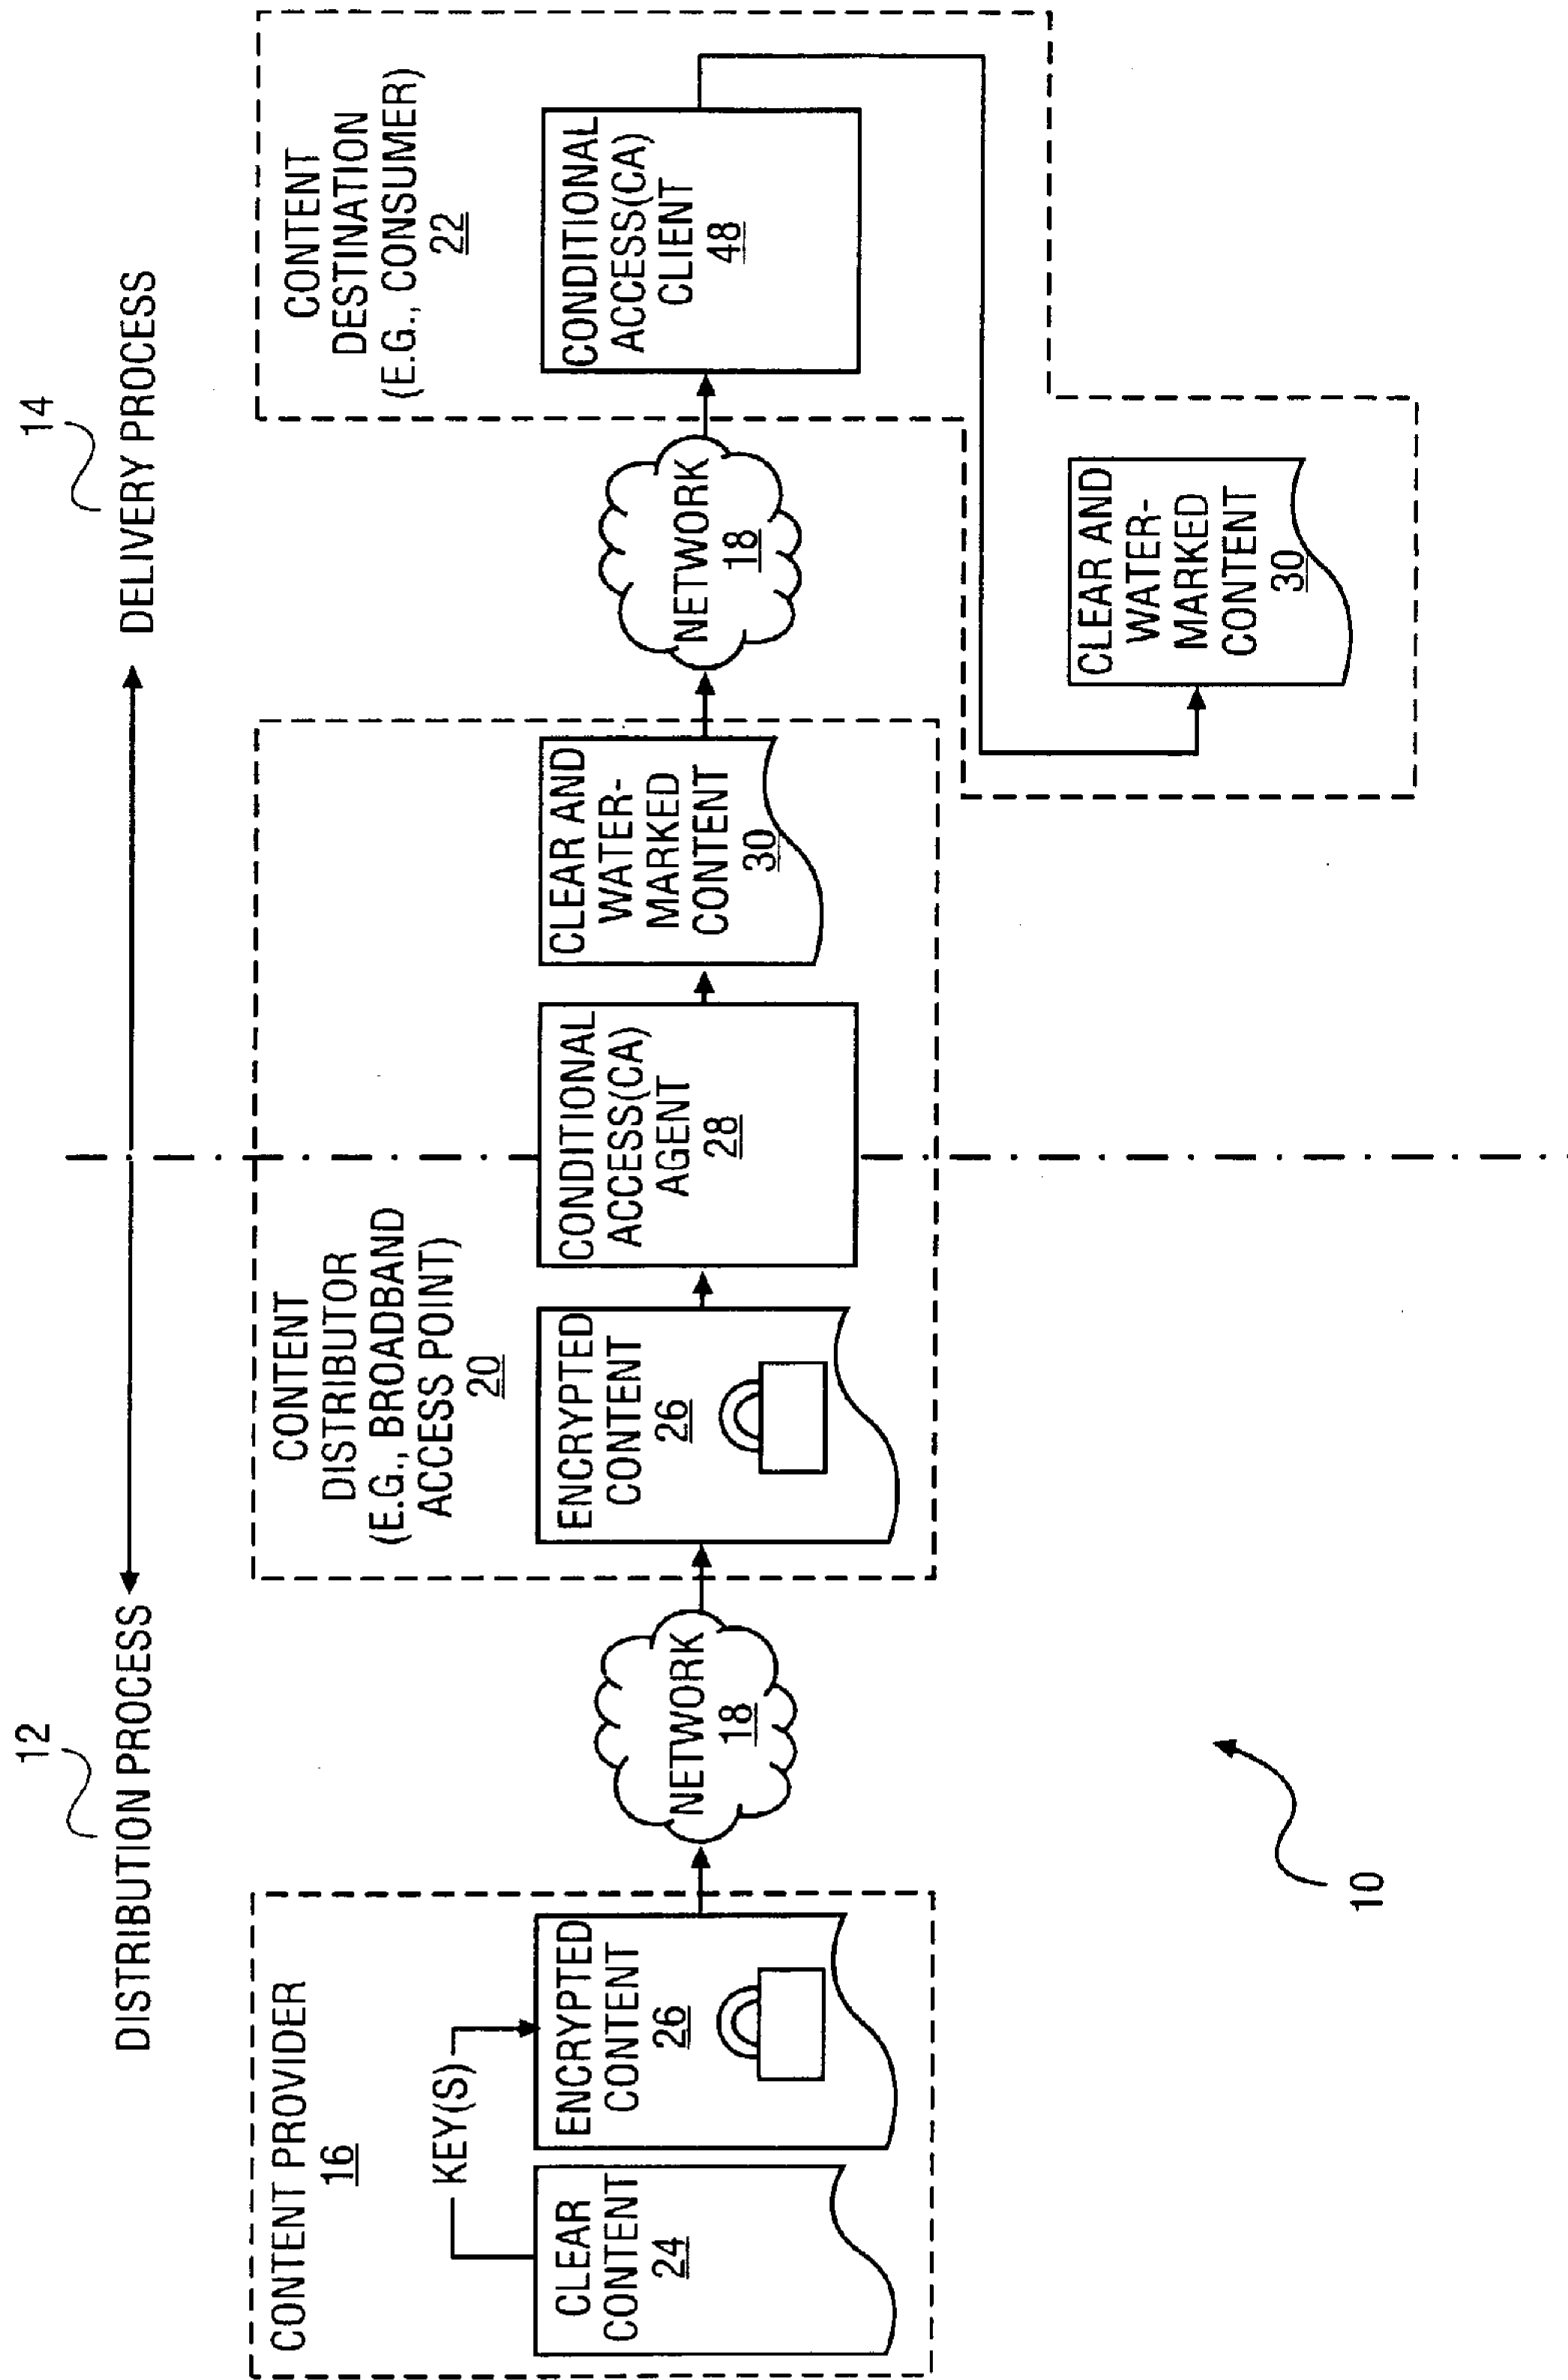 12
DISTRIBUTION PROCESS
14
DELIVERY PROCESS
CONTENT PROVIDER
16
KEY(S)
CLEAR
CONTENT
24
ENCRYPTED
CONTENT
26
NETWORK
18
CONTENT
DISTRIBUTOR
(E.G., BROADBAND
ACCESS POINT)
20
ENCRYPTED
CONTENT
26
CONDITIONAL
ACCESS(CA)
AGENT
28
CLEAR AND
WATER-
MARKED
CONTENT
30
NETWORK
18
CONTENT
DESTINATION
(E.G., CONSUMER)
22
CONDITIONAL
ACCESS(CA)
CLIENT
48
CLEAR AND
WATER-
MARKED
CONTENT
30
10